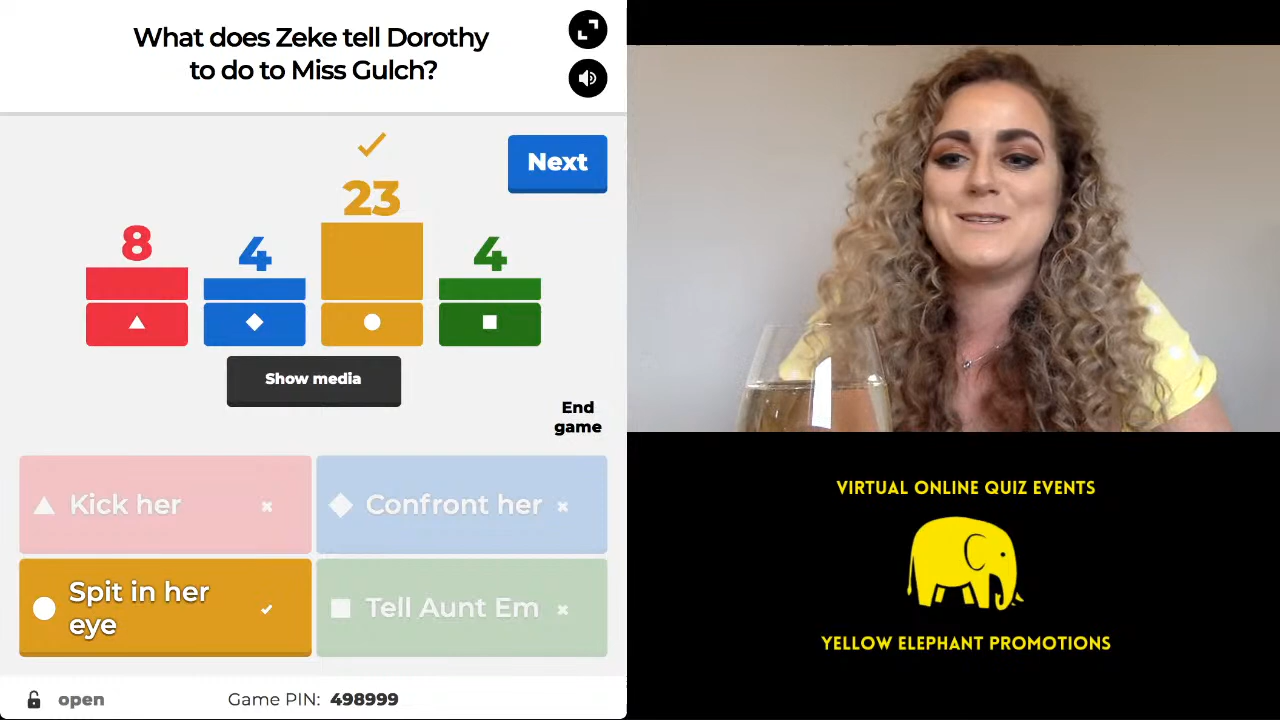 What does Zeke tell Dorothy
to do to Miss Gulch?
Next
8
4
23
4
Show media
End
game
Kick her
Confront her
Spit in her
eye
Tell Aunt Em
open
Game PIN: 498999
VIRTUAL ONLINE QUIZ EVENTS
YELLOW ELEPHANT PROMOTIONS